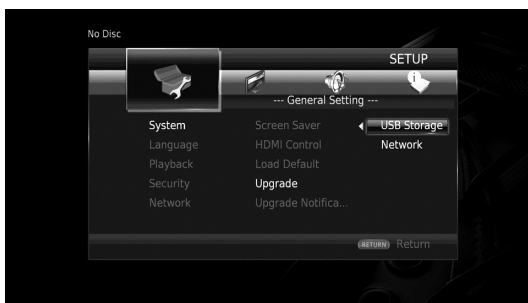 No Disc
SETUP
--- General Setting ---
System Screen Saver USB Storage
Language HDMI Control Network
Playback Load Default
Security Upgrade
Network Upgrade Notifica...
RETURN Return